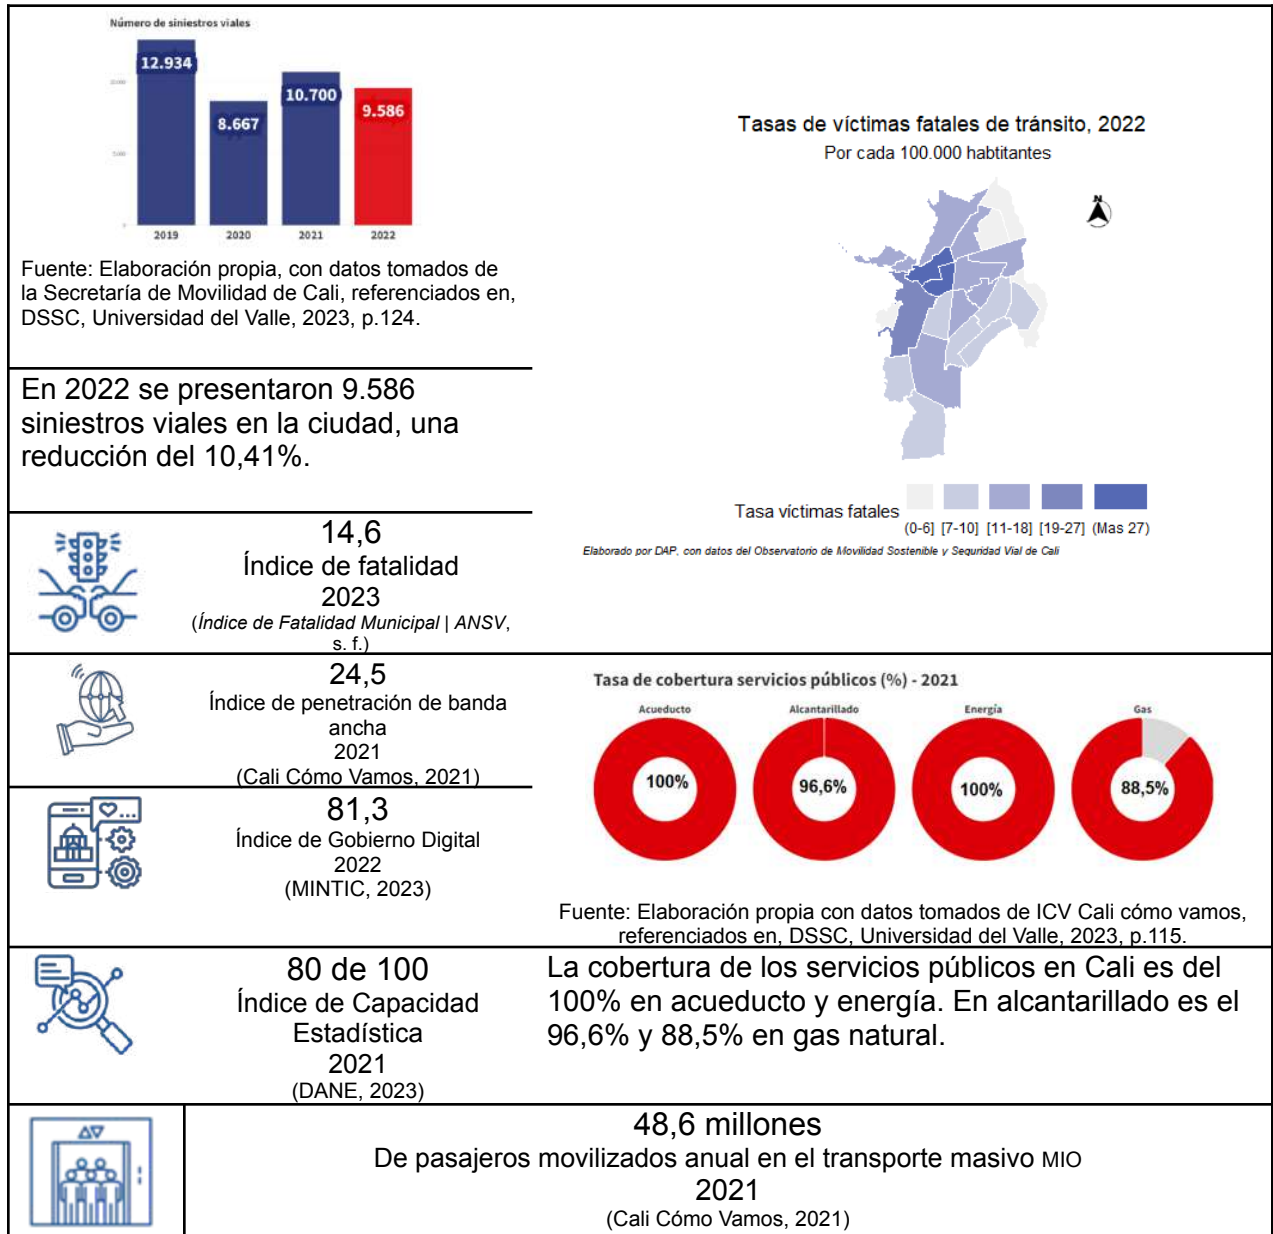 Número de siniestros viales
12.934
8.667
10.700
9.586
0
2019 2020 2021 2022
Fuente: Elaboración propia, con datos tomados de
la Secretaría de Movilidad de Cali, referenciados en,
DSSC, Universidad del Valle, 2023, p.124.
En 2022 se presentaron 9.586
siniestros viales en la ciudad, una
reducción del 10,41%.
Tasas de víctimas fatales de tránsito, 2022
Por cada 100.000 habtitantes
N
Tasa víctimas fatales
(0-6] [7-10] [11-18] [19-27] (Mas 27)
Elaborado por DAP, con datos del Observatorio de Movilidad Sostenible y Seguridad Vial de Cali
14,6
Índice de fatalidad
2023
(Índice de Fatalidad Municipal | ANSV,
s. f.)
24,5
Índice de penetración de banda
ancha
2021
(Cali Cómo Vamos, 2021)
81,3
Índice de Gobierno Digital
2022
(MINTIC, 2023)
Tasa de cobertura servicios públicos (%) - 2021
Acueducto Alcantarillado Energía Gas
100% 96,6% 100% 88,5%
Fuente: Elaboración propia con datos tomados de ICV Cali cómo vamos,
referenciados en, DSSC, Universidad del Valle, 2023, p.115.
80 de 100
Índice de Capacidad
Estadística
2021
(DANE, 2023)
La cobertura de los servicios públicos en Cali es del
100% en acueducto y energía. En alcantarillado es el
96,6% y 88,5% en gas natural.
48,6 millones
De pasajeros movilizados anual en el transporte masivo MIO
2021
(Cali Cómo Vamos, 2021)